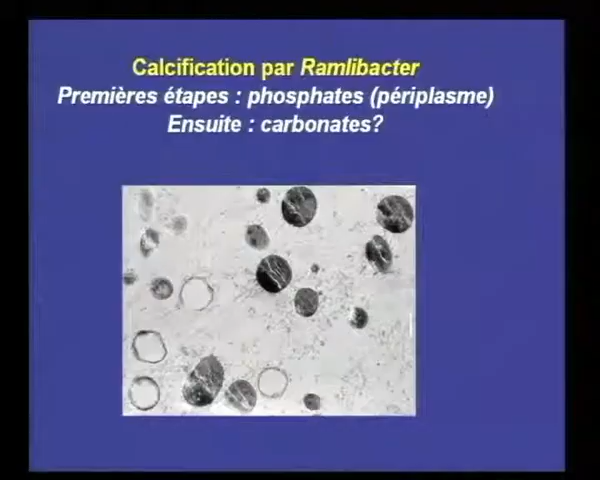 Calcification par Ramlibacter
Premières étapes : phosphates (périplasme)
Ensuite : carbonates?